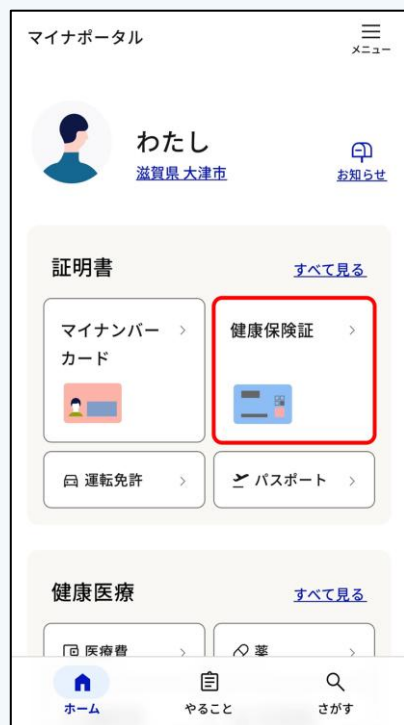 マイナポータル
メニュー
わたし
滋賀県 大津市
お知らせ
証明書
すべて見る
マイナンバー
カード
健康保険証
運転免許
パスポート
健康医療
すべて見る
医療費
薬
ホーム
やること
さがす